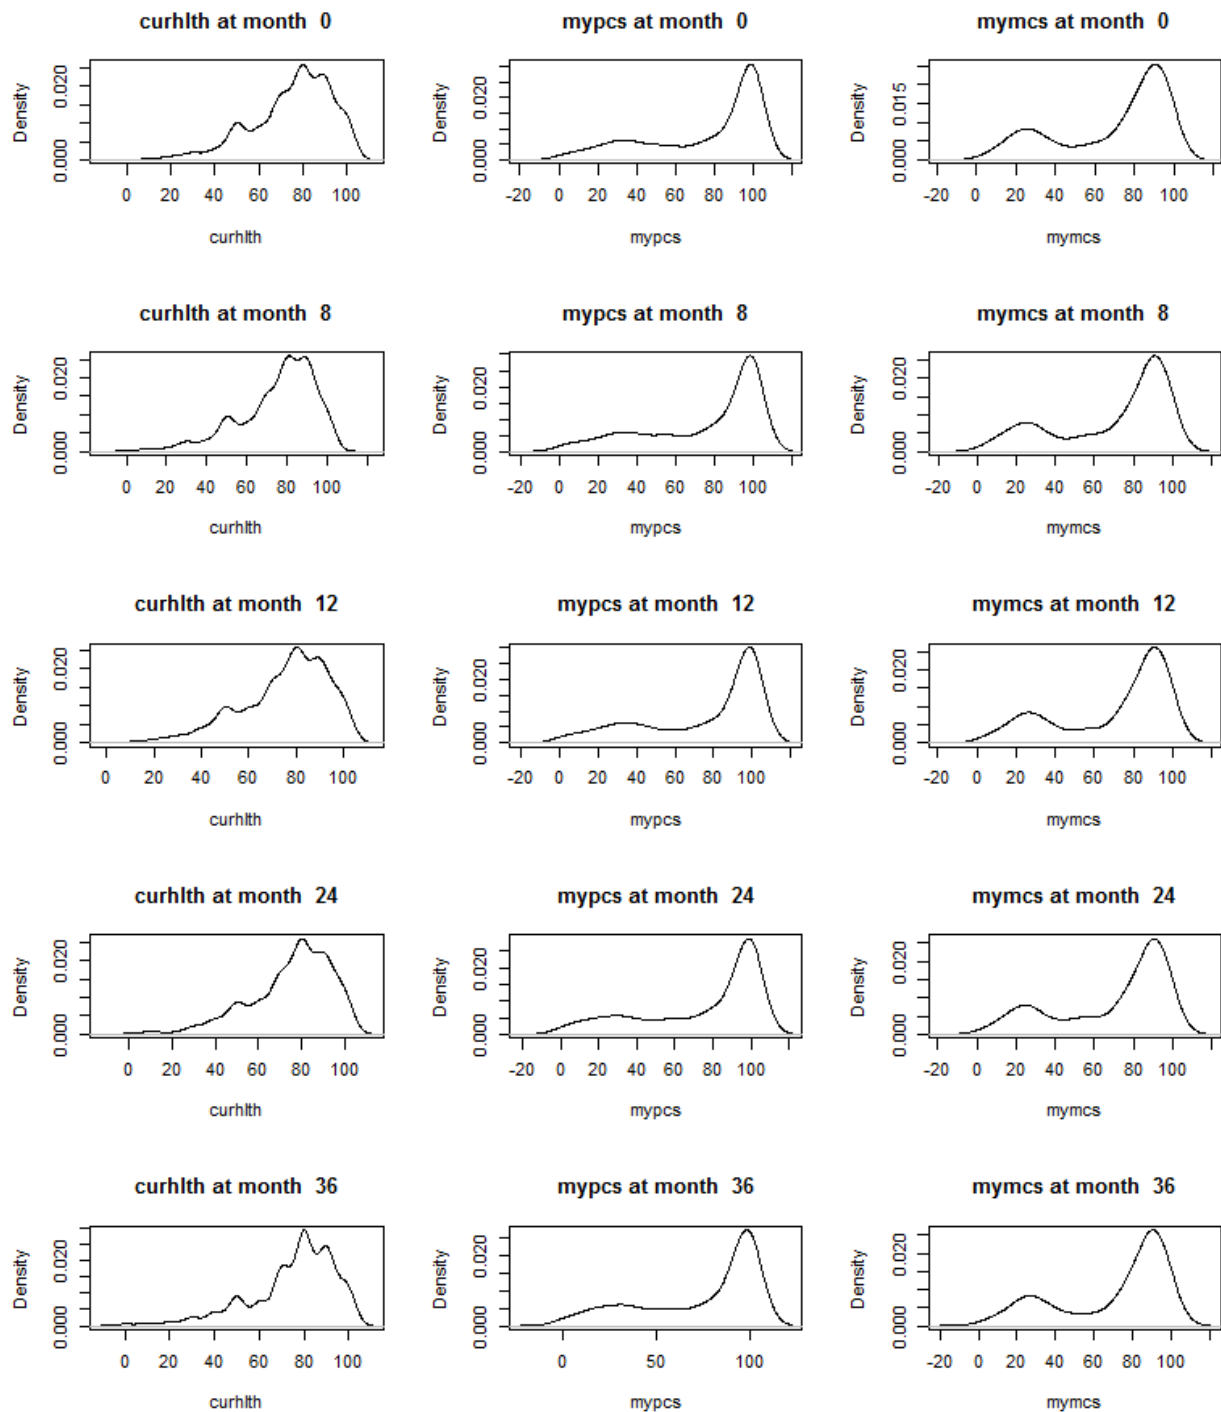 curhlth at month 0 mypcs at month 0 mymcs at month 0
Density 0.000 0.020 Density 0.000 0.020 Density 0.000 0.015
0 20 40 60 80 100 -20 0 20 40 60 80 100 -20 0 20 40 60 80 100
curhlth mypcs mymcs
curhlth at month 8 mypcs at month 8 mymcs at month 8
Density 0.000 0.020 Density 0.000 0.020 Density 0.000 0.020
0 20 40 60 80 100 -20 0 20 40 60 80 100 -20 0 20 40 60 80 100
curhlth mypcs mymcs
curhlth at month 12 mypcs at month 12 mymcs at month 12
Density 0.000 0.020 Density 0.000 0.020 Density 0.000 0.020
0 20 40 60 80 100 -20 0 20 40 60 80 100 -20 0 20 40 60 80 100
curhlth mypcs mymcs
curhlth at month 24 mypcs at month 24 mymcs at month 24
Density 0.000 0.020 Density 0.000 0.020 Density 0.000 0.020
0 20 40 60 80 100 -20 0 20 40 60 80 100 -20 0 20 40 60 80 100
curhlth mypcs mymcs
curhlth at month 36 mypcs at month 36 mymcs at month 36
Density 0.000 0.020 Density 0.000 0.020 Density 0.000 0.020
0 20 40 60 80 100 0 50 100 -20 0 20 40 60 80 100
curhlth mypcs mymcs